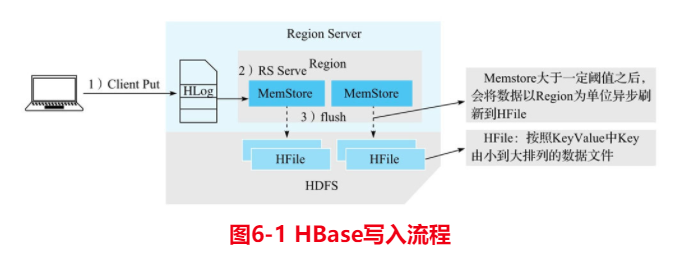 Region Server
Region
1）Client Put
2）RS Serve
HLog
MemStore
MemStore
3）flush
HFile
HFile
HDFS
Memstore大于一定阈值之后，
会将数据以Region为单位异步刷
新到HFile
HFile：按照KeyValue中Key
由小到大排列的数据文件
图6-1 HBase写入流程